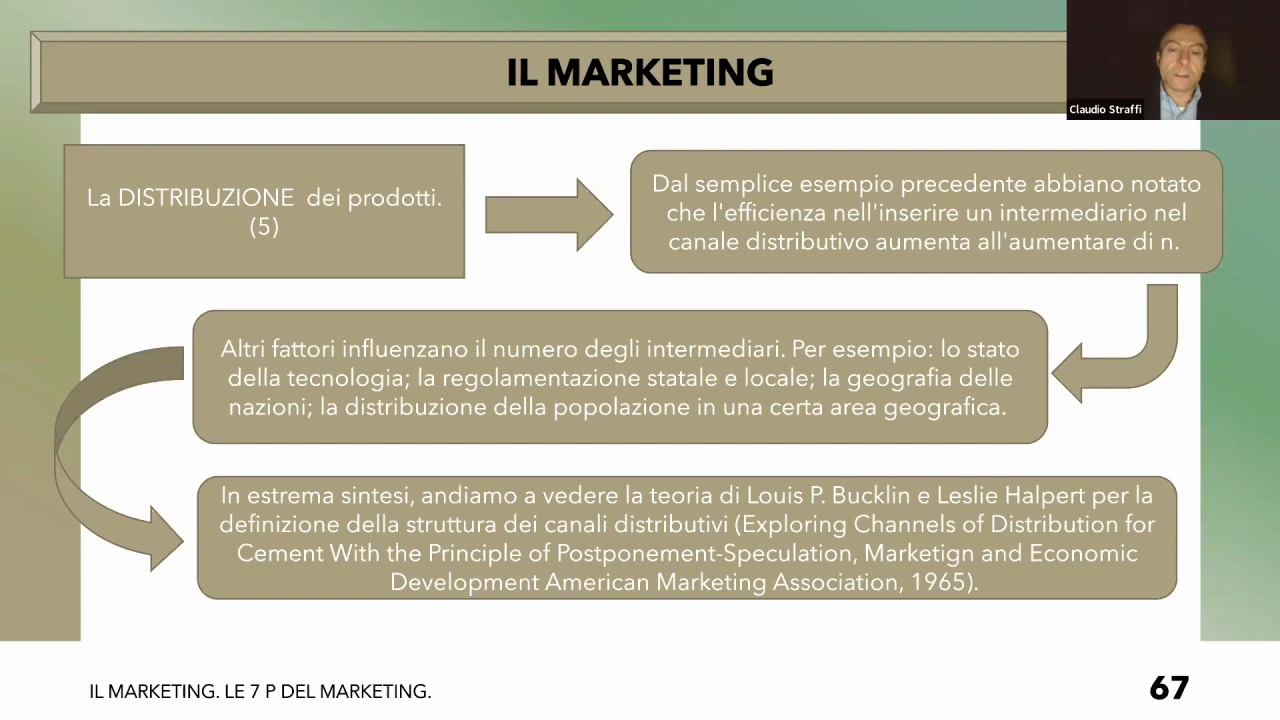 IL MARKETING
Claudio Straffi
La DISTRIBUZIONE dei prodotti.
(5)
Dal semplice esempio precedente abbiano notato
che l'efficienza nell'inserire un intermediario nel
canale distributivo aumenta all'aumentare di n.
Altri fattori influenzano il numero degli intermediari. Per esempio: lo stato
della tecnologia; la regolamentazione statale e locale; la geografia delle
nazioni; la distribuzione della popolazione in una certa area geografica.
In estrema sintesi, andiamo a vedere la teoria di Louis P. Bucklin e Leslie Halpert per la
definizione della struttura dei canali distributivi (Exploring Channels of Distribution for
Cement With the Principle of Postponement-Speculation, Marketign and Economic
Development American Marketing Association, 1965).
IL MARKETING. LE 7 P DEL MARKETING.
67